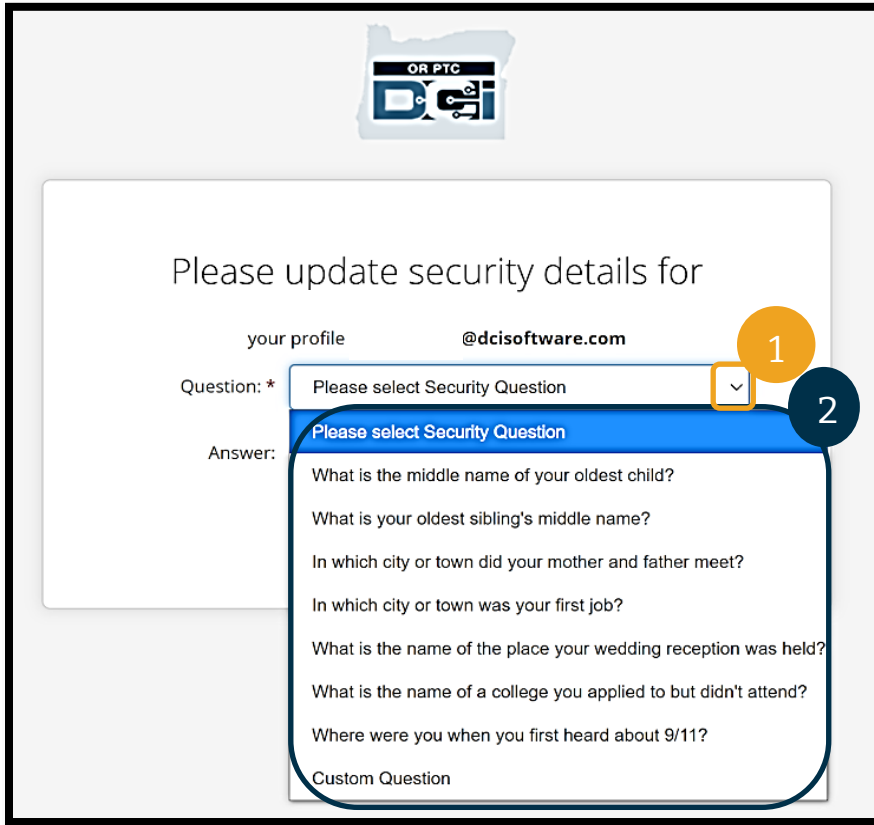 OR PTC
DCi
Please update security details for
your profile @dcisoftware.com
1
Question: * Please select Security Question
2
Please select Security Question
Answer:
What is the middle name of your oldest child?
What is your oldest sibling's middle name?
In which city or town did your mother and father meet?
In which city or town was your first job?
What is the name of the place your wedding reception was held?
What is the name of a college you applied to but didn't attend?
Where were you when you first heard about 9/11?
Custom Question